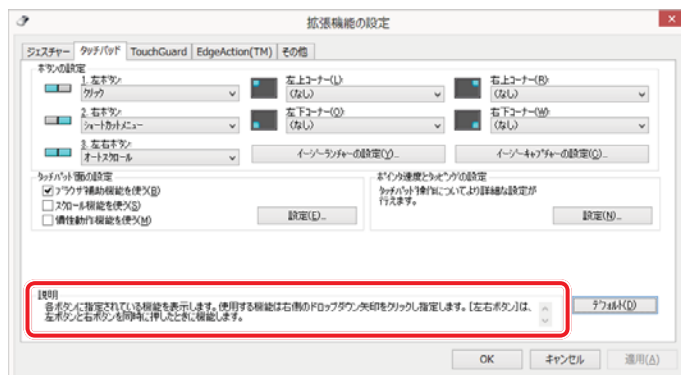 拡張機能の設定
ジェスチャー タッチパッド TouchGuard EdgeAction(TM) その他
ボタンの設定
1. 左ボタン
クリック
左上コーナー(L)
(なし)
右上コーナー(R)
(なし)
2. 右ボタン
ショートカットメニュー
左下コーナー(O)
(なし)
右下コーナー(W)
(なし)
3. 左右ボタン
オートスクロール
イージーランチャーの設定(Y)...
イージーキャプチャーの設定(C)...
タッチパッド面の設定
ブラウザ補助機能を使う(B)
スクロール機能を使う(S)
慣性動作機能を使う(M)
設定(E)...
ポインタ速度とタッピングの設定
タッチパッド操作についてより詳細な設定が
行えます。
設定(N)...
説明
各ボタンに指定されている機能を表示します。使用する機能は右側のドロップダウン矢印をクリックし指定します。[左右ボタン]は、
左ボタンと右ボタンを同時に押したときに機能します。
デフォルト(D)
OK キャンセル 適用(A)